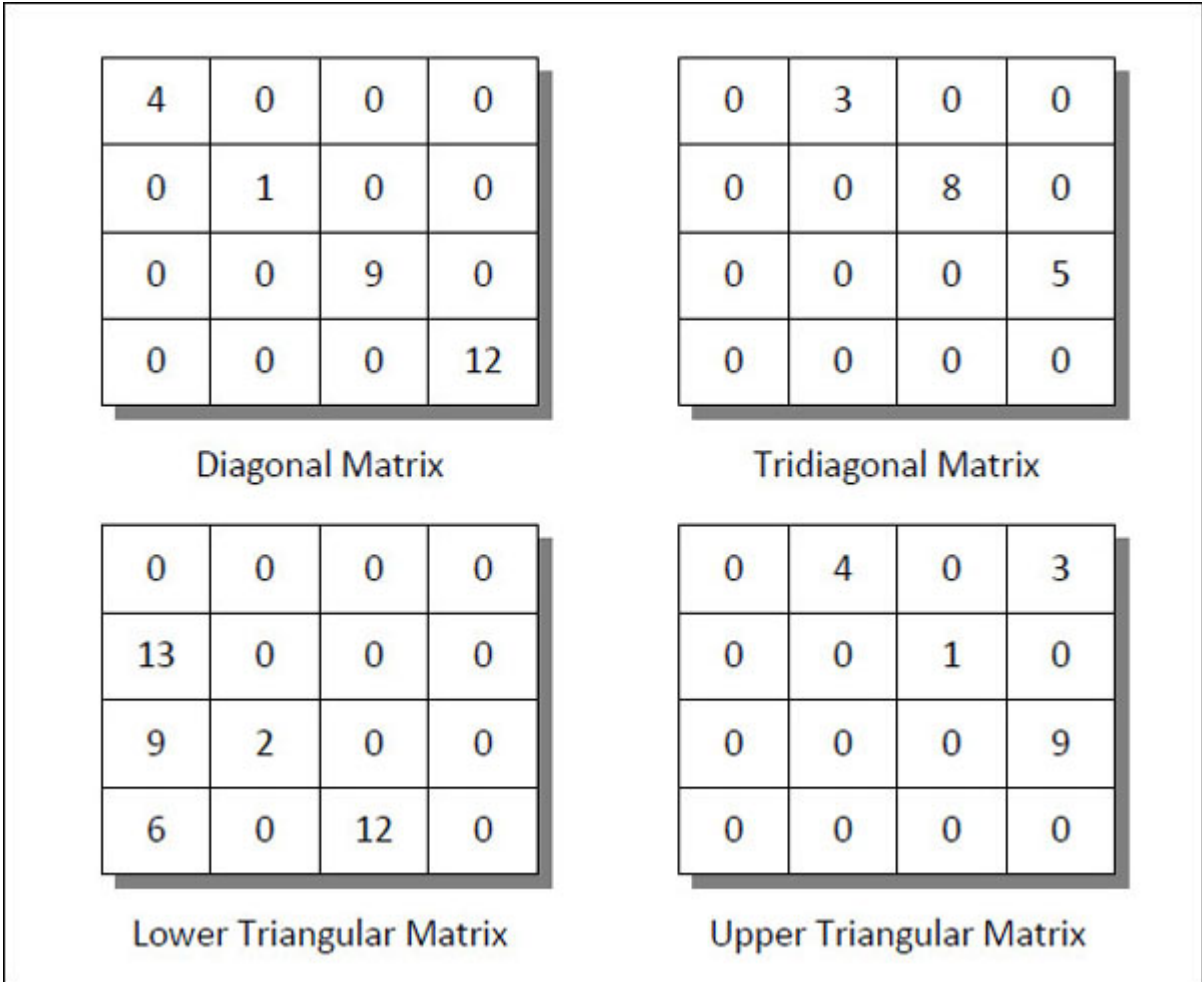 4 0 0 0
0 1 0 0
0 0 9 0
0 0 0 12
Diagonal Matrix
0 3 0 0
0 0 8 0
0 0 0 5
0 0 0 0
Tridiagonal Matrix
0 0 0 0
13 0 0 0
9 2 0 0
6 0 12 0
Lower Triangular Matrix
0 4 0 3
0 0 1 0
0 0 0 9
0 0 0 0
Upper Triangular Matrix